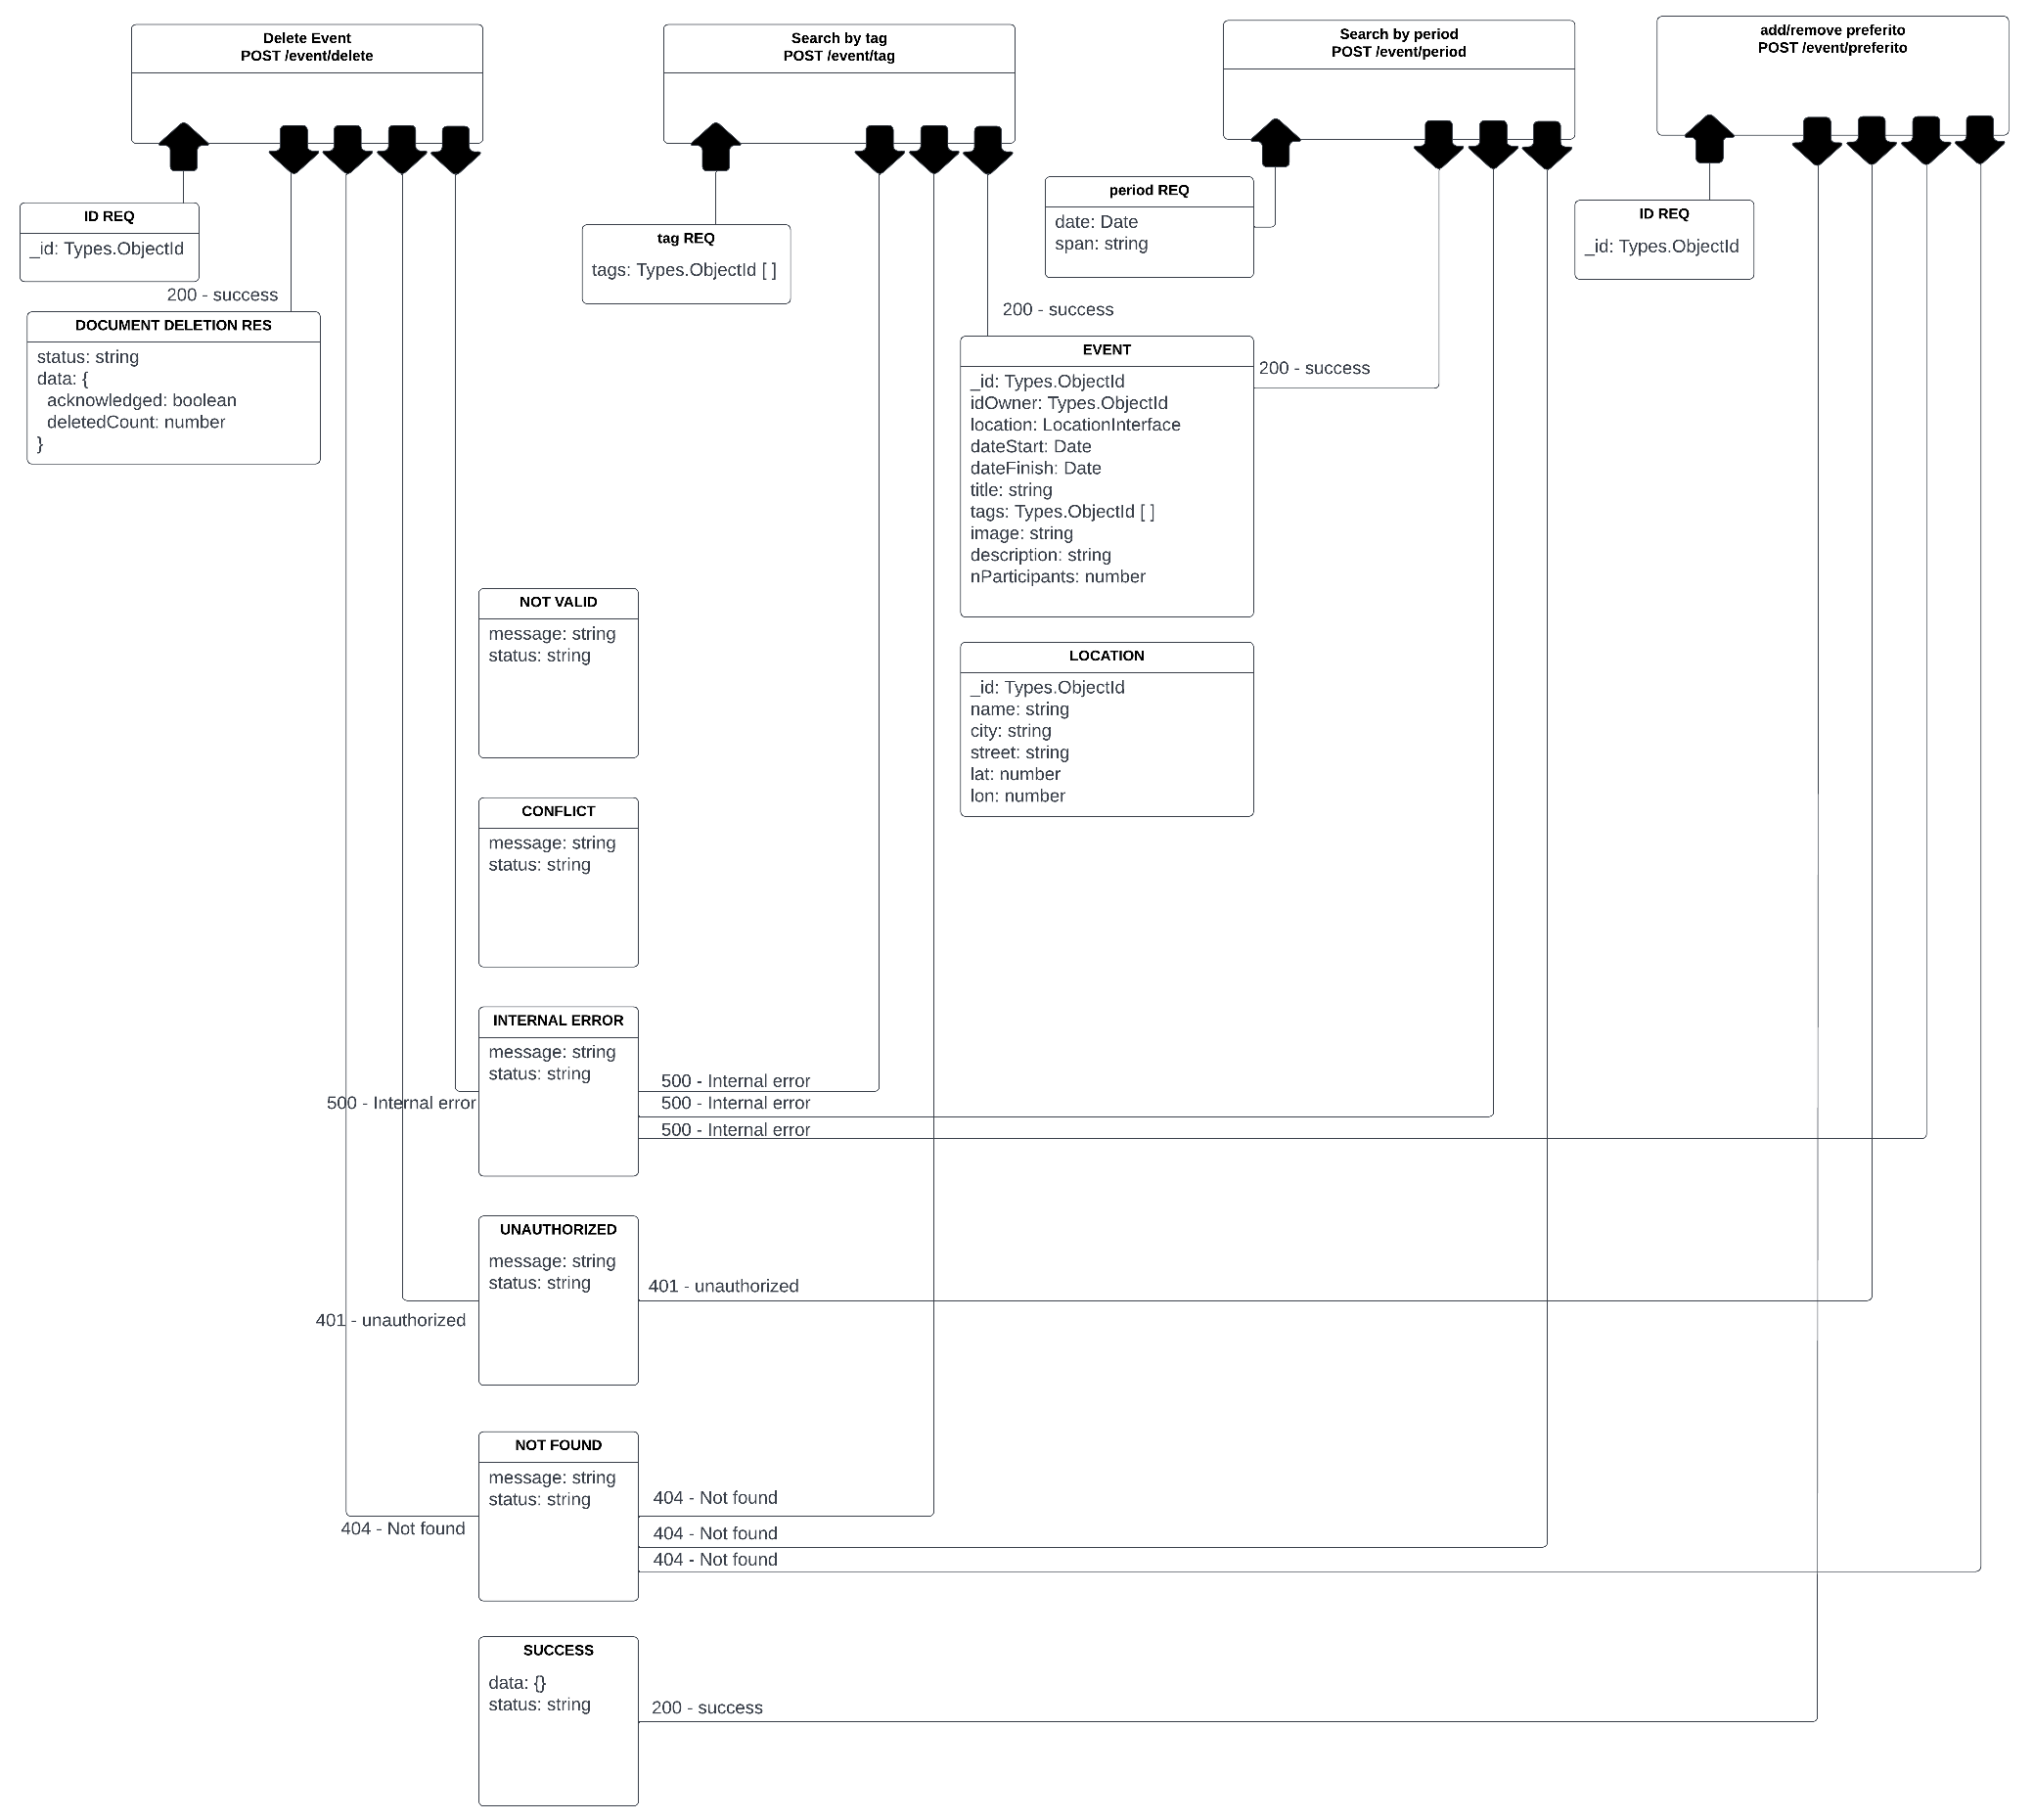 Delete Event
POST /event/delete
Search by tag
POST /event/tag
Search by period
POST /event/period
add/remove preferito
POST /event/preferito
ID REQ
_id: Types.ObjectId
tag REQ
tags: Types.ObjectId [ ]
period REQ
date: Date
span: string
ID REQ
_id: Types.ObjectId
200 - success
DOCUMENT DELETION RES
status: string
data: {
acknowledged: boolean
deletedCount: number
}
200 - success
EVENT
_id: Types.ObjectId
idOwner: Types.ObjectId
location: LocationInterface
dateStart: Date
dateFinish: Date
title: string
tags: Types.ObjectId [ ]
image: string
description: string
nParticipants: number
200 - success
NOT VALID
message: string
status: string
LOCATION
_id: Types.ObjectId
name: string
city: string
street: string
lat: number
lon: number
CONFLICT
message: string
status: string
INTERNAL ERROR
message: string
status: string
500 - Internal error
500 - Internal error
500 - Internal error
500 - Internal error
UNAUTHORIZED
message: string
status: string
401 - unauthorized
401 - unauthorized
NOT FOUND
message: string
status: string
404 - Not found
404 - Not found
404 - Not found
404 - Not found
SUCCESS
data: {}
status: string
200 - success